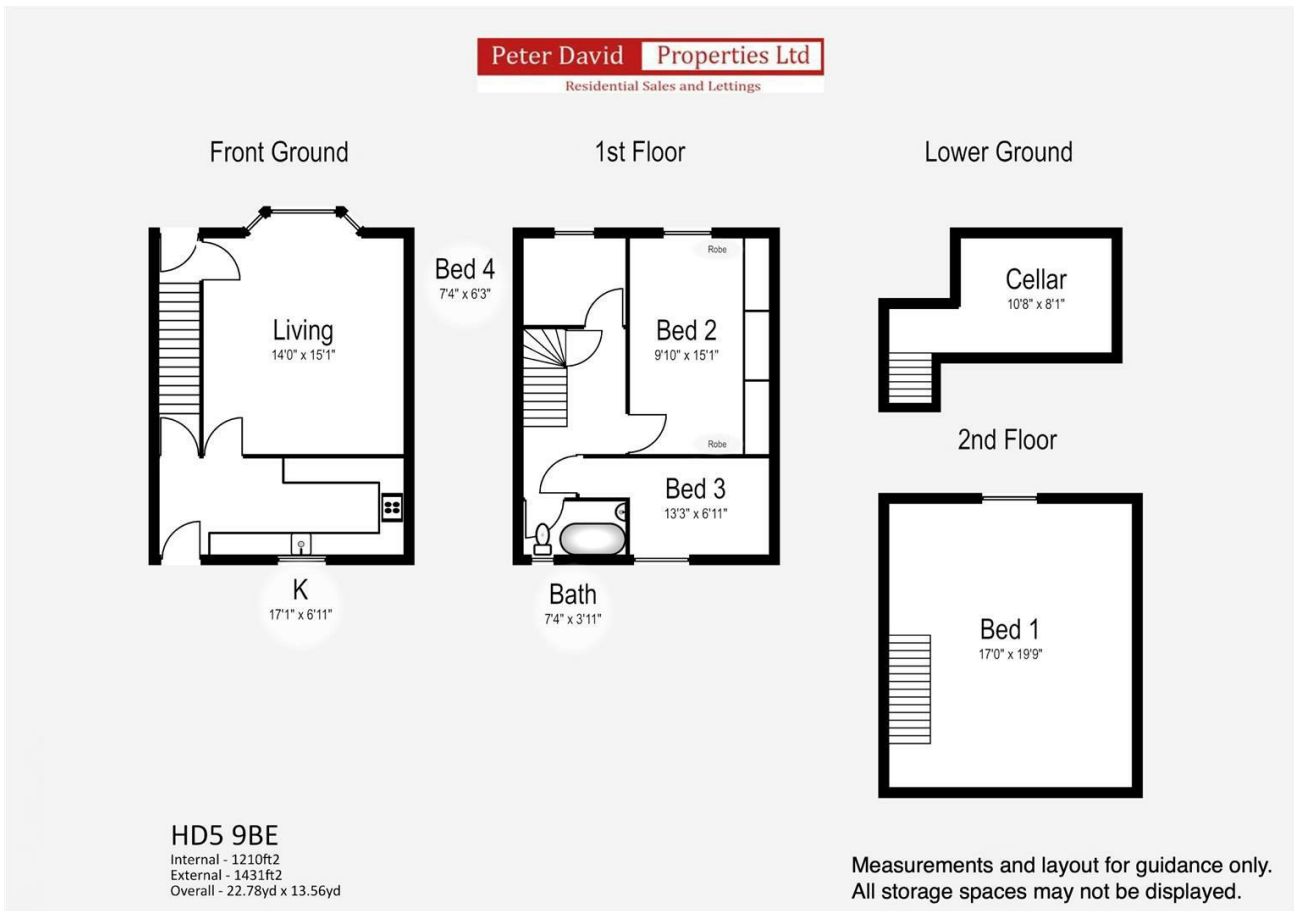 Peter David Properties Ltd
Residential Sales and Lettings
Front Ground
1st Floor
Lower Ground
Living
14'0" x 15'1"
K
17'1" x 6'11"
Bed 4
7'4" x 6'3"
Robe
Bed 2
9'10" x 15'1"
Robe
Bed 3
13'3" x 6'11"
Bath
7'4" x 3'11"
Cellar
10'8" x 8'1"
2nd Floor
Bed 1
17'0" x 19'9"
HD5 9BE
Internal - 1210ft2
External - 1431ft2
Overall - 22.78yd x 13.56yd
Measurements and layout for guidance only.
All storage spaces may not be displayed.